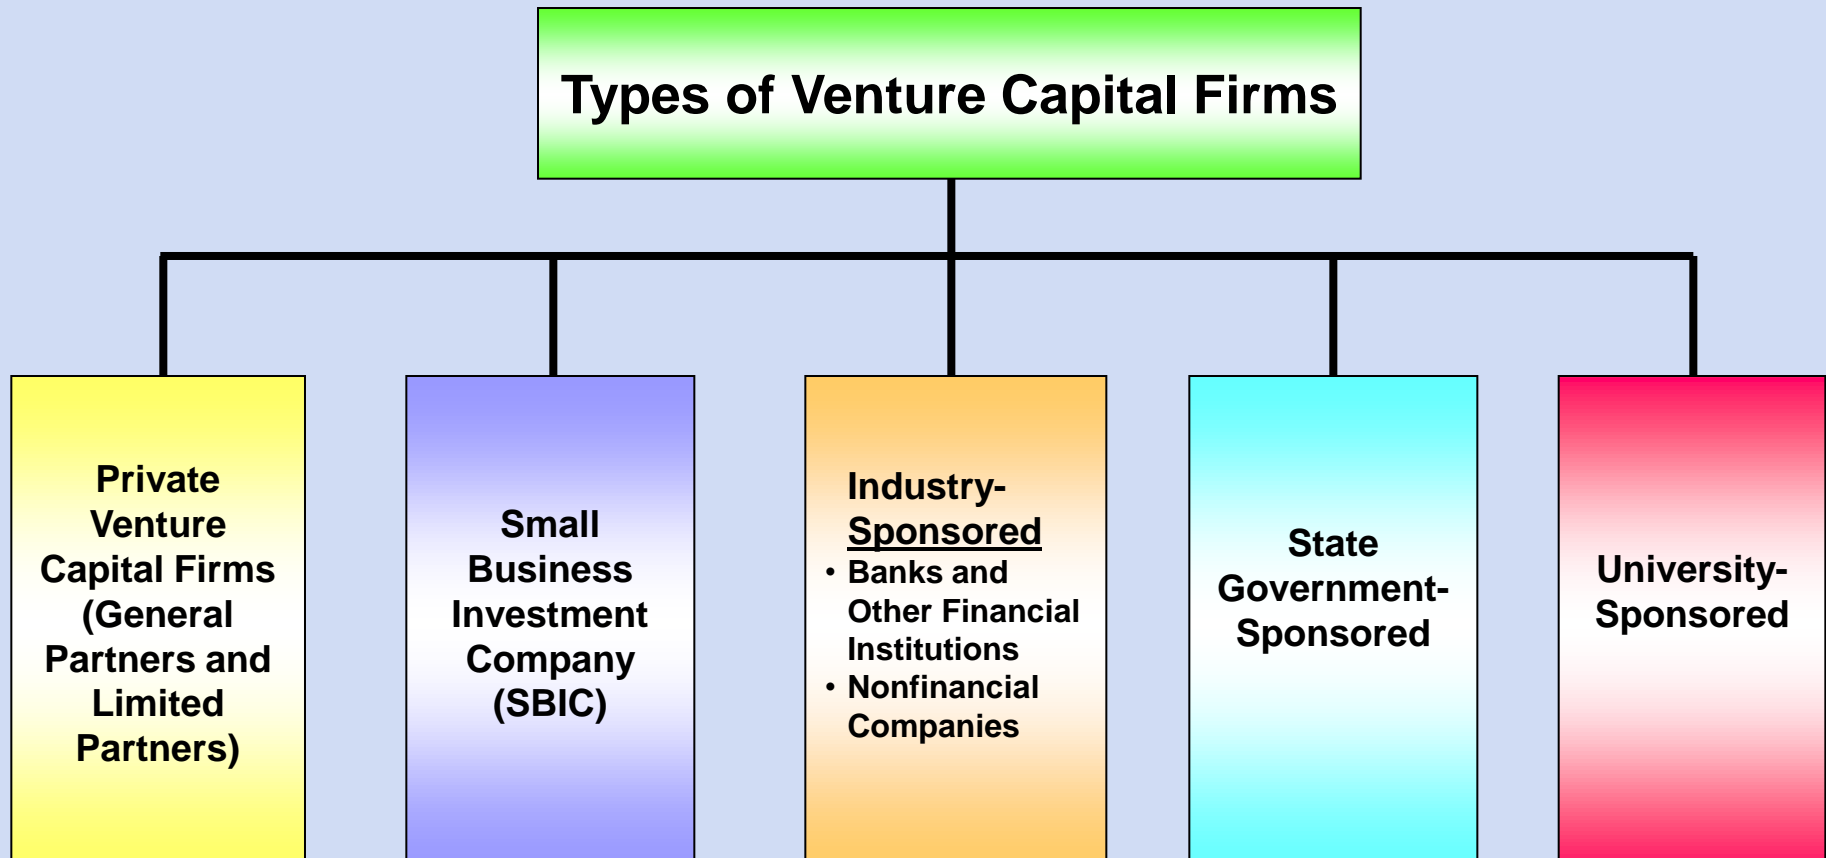 Types of Venture Capital Firms
Private
Venture
Capital Firms
(General
Partners and
Limited
Partners)
Small
Business
Investment
Company
(SBIC)
Industry-
Sponsored
• Banks and
Other Financial
Institutions
• Nonfinancial
Companies
State
Government-
Sponsored
University-
Sponsored